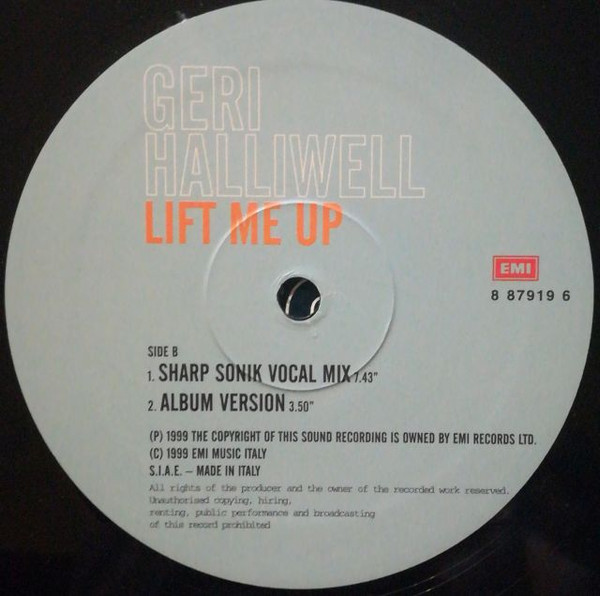 GERI
HALLIWELL
LIFT ME UP
EMI
8 87919 6
SIDE B
1. SHARP SONIK VOCAL MIX 7.43"
2. ALBUM VERSION 3.50"
(P) 1999 THE COPYRIGHT OF THIS SOUND RECORDING IS OWNED BY EMI RECORDS LTD.
(C) 1999 EMI MUSIC ITALY
S.I.A.E. – MADE IN ITALY
All rights of the producer and the owner of the recorded work reserved.
Unauthorised copying, hiring,
renting, public performance and broadcasting
of this record prohibited